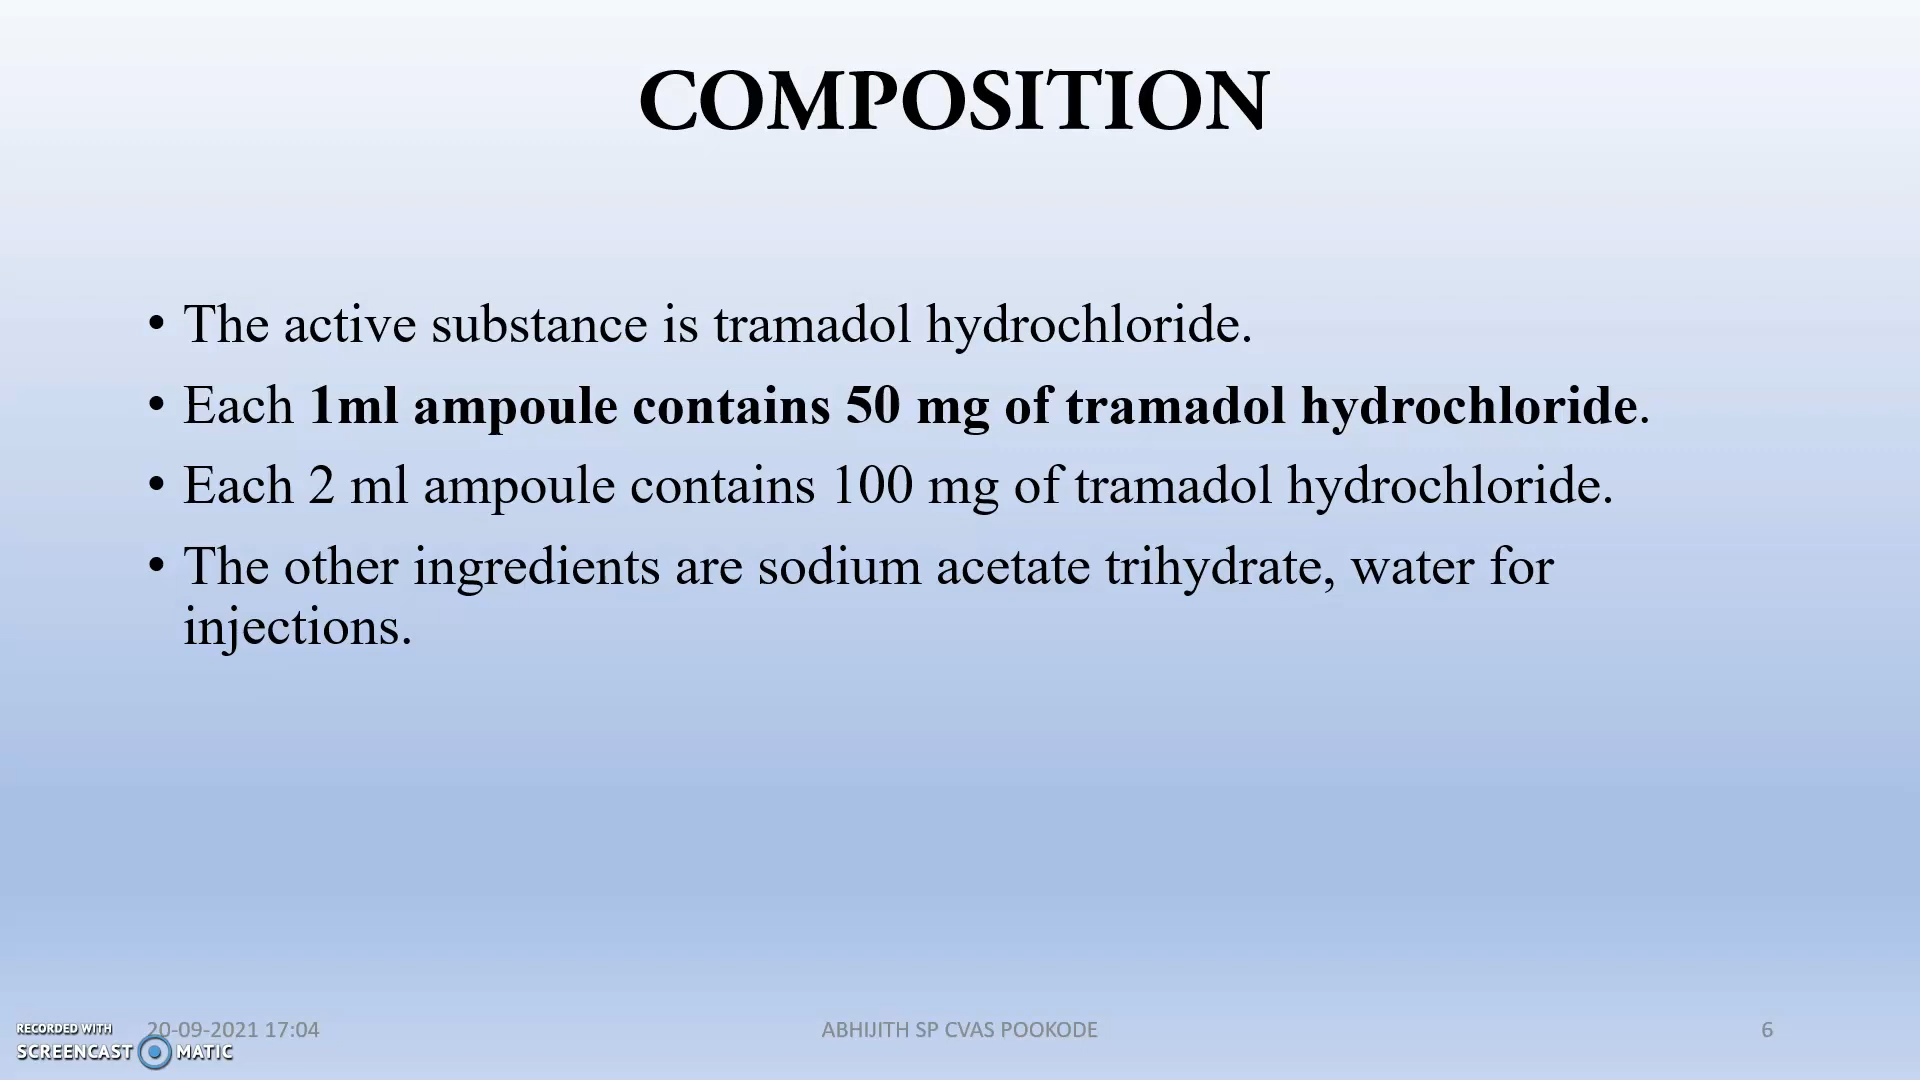 COMPOSITION
• The active substance is tramadol hydrochloride.
• Each 1ml ampoule contains 50 mg of tramadol hydrochloride.
• Each 2 ml ampoule contains 100 mg of tramadol hydrochloride.
• The other ingredients are sodium acetate trihydrate, water for
injections.
20-09-2021 17:04
ABHIJITH SP CVAS POOKODE
6
RECORDED WITH
SCREENCAST MATIC